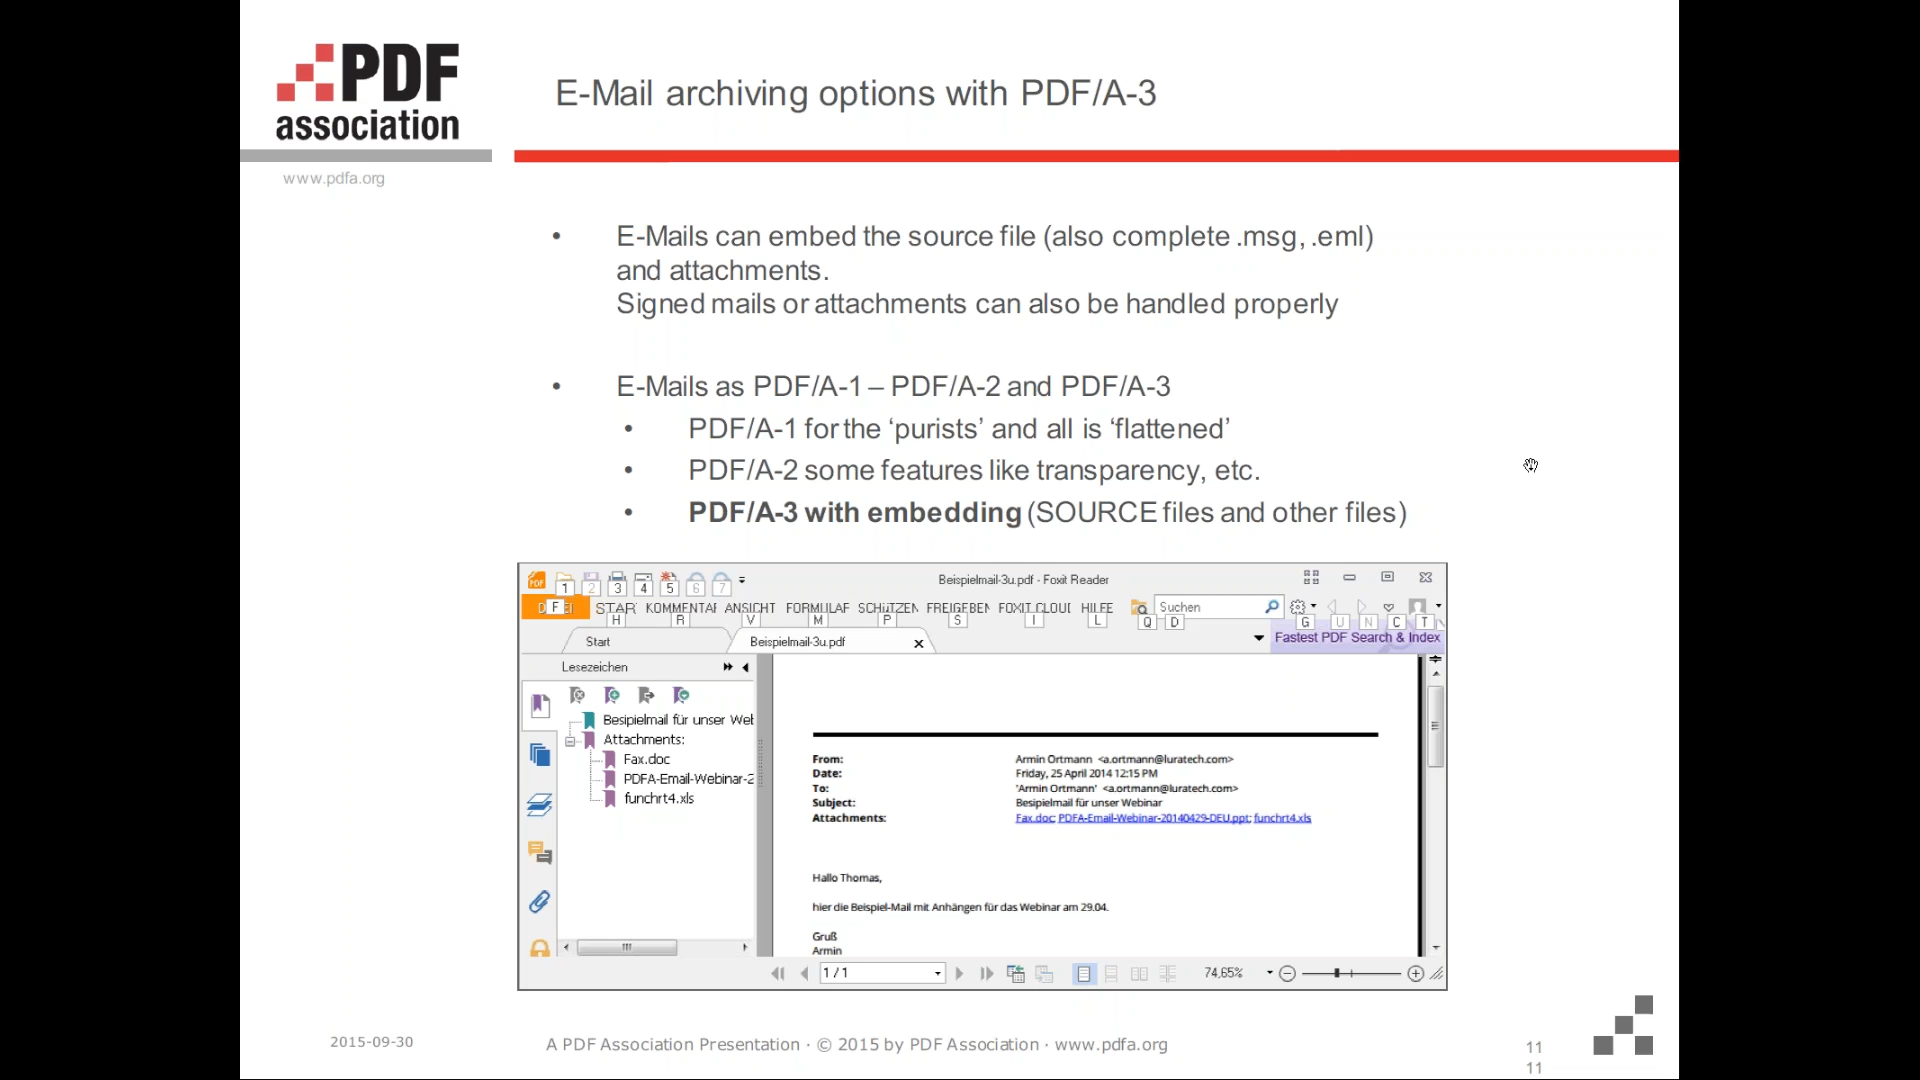 PDF
association
E-Mail archiving options with PDF/A-3
www.pdfa.org
• E-Mails can embed the source file (also complete .msg, .eml)
and attachments.
Signed mails or attachments can also be handled properly
• E-Mails as PDF/A-1 – PDF/A-2 and PDF/A-3
• PDF/A-1 for the ‘purists’ and all is ‘flattened’
• PDF/A-2 some features like transparency, etc.
• PDF/A-3 with embedding (SOURCE files and other files)
PDF 1 2 3 4 5 6 7 Beispielmail-3u.pdf - Foxit Reader
F START KOMMENTAR ANSICHT FORMULAR SCHÜTZEN FREIGEBEN FOXIT CLOUD HILFE Suchen
H R V M P S I L Q D G U N C T
Start Beispielmail-3u.pdf Fastest PDF Search & Index
Lesezeichen
Besipielmail für unser Web
Attachments:
Fax.doc
PDFA-Email-Webinar-2
funchrt4.xls
From: Armin Ortmann <a.ortmann@luratech.com>
Date: Friday, 25 April 2014 12:15 PM
To: 'Armin Ortmann' <a.ortmann@luratech.com>
Subject: Besipielmail für unser Webinar
Attachments: Fax.doc; PDFA-Email-Webinar-20140429-DEU.ppt; funchrt4.xls
Hallo Thomas,
hier die Beispiel-Mail mit Anhängen für das Webinar am 29.04.
Gruß
Armin
1 / 1 74,65%
2015-09-30 A PDF Association Presentation · © 2015 by PDF Association · www.pdfa.org 11
11